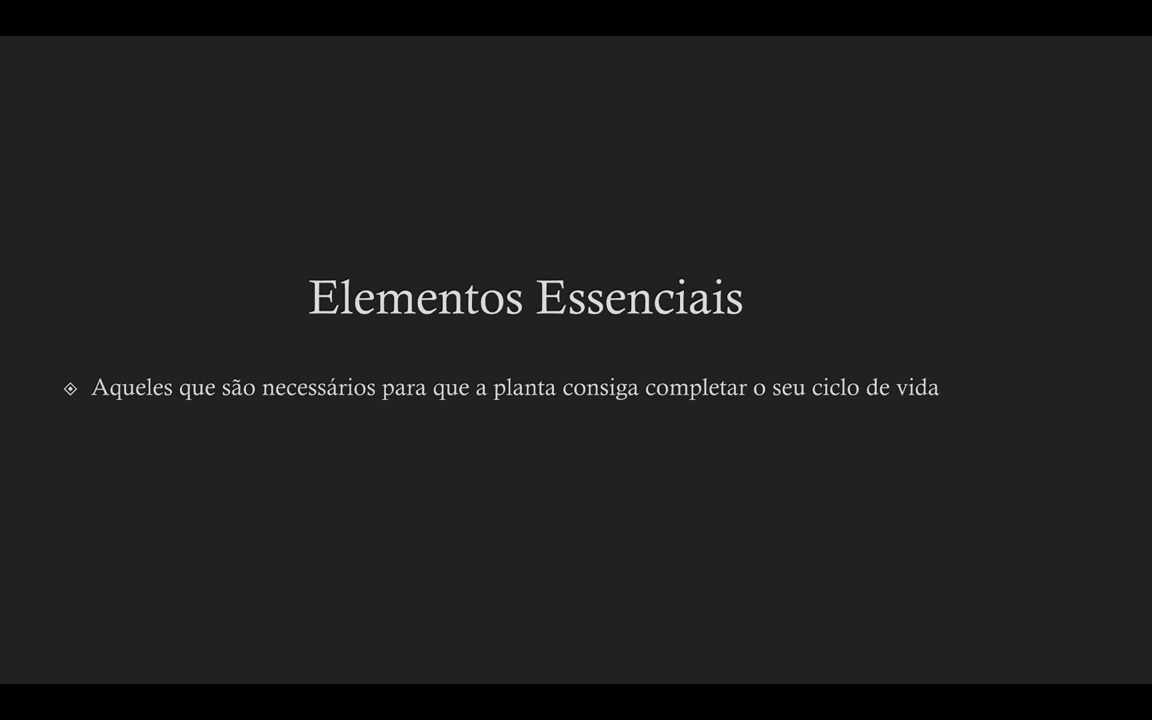 Elementos Essenciais
Aqueles que são necessários para que a planta consiga completar o seu ciclo de vida